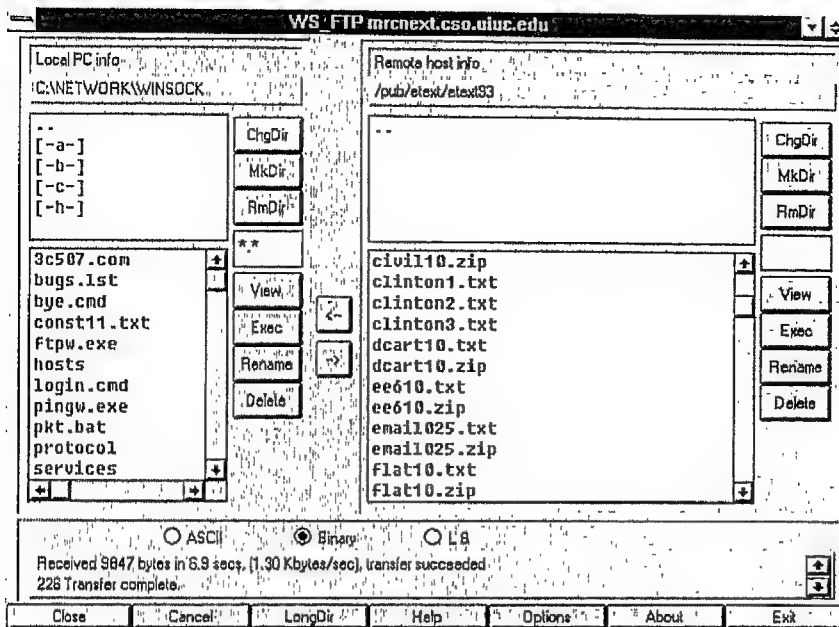 WS_FTP mrcnext.cso.uiuc.edu
Local PC info
C:\NETWORK\WINSOCK
..
[-a-]
[-b-]
[-c-]
[-h-]
ChgDir
MkDir
RmDir
*.*
3c507.com
bugs.lst
bye.cmd
const11.txt
ftpw.exe
hosts
login.cmd
pingw.exe
pkt.bat
protocol
services
View
Exec
Rename
Delete
<-
->
Remote host info
/pub/etext/etext93
..
ChgDir
MkDir
RmDir
civil10.zip
clinton1.txt
clinton2.txt
clinton3.txt
dcart10.txt
dcart10.zip
ee610.txt
ee610.zip
email025.txt
email025.zip
flat10.txt
flat10.zip
View
Exec
Rename
Delete
ASCII Binary L8
Received 9847 bytes in 6.9 secs, (1.30 Kbytes/sec), transfer succeeded
226 Transfer complete.
Close Cancel LongDir Help Options About Exit